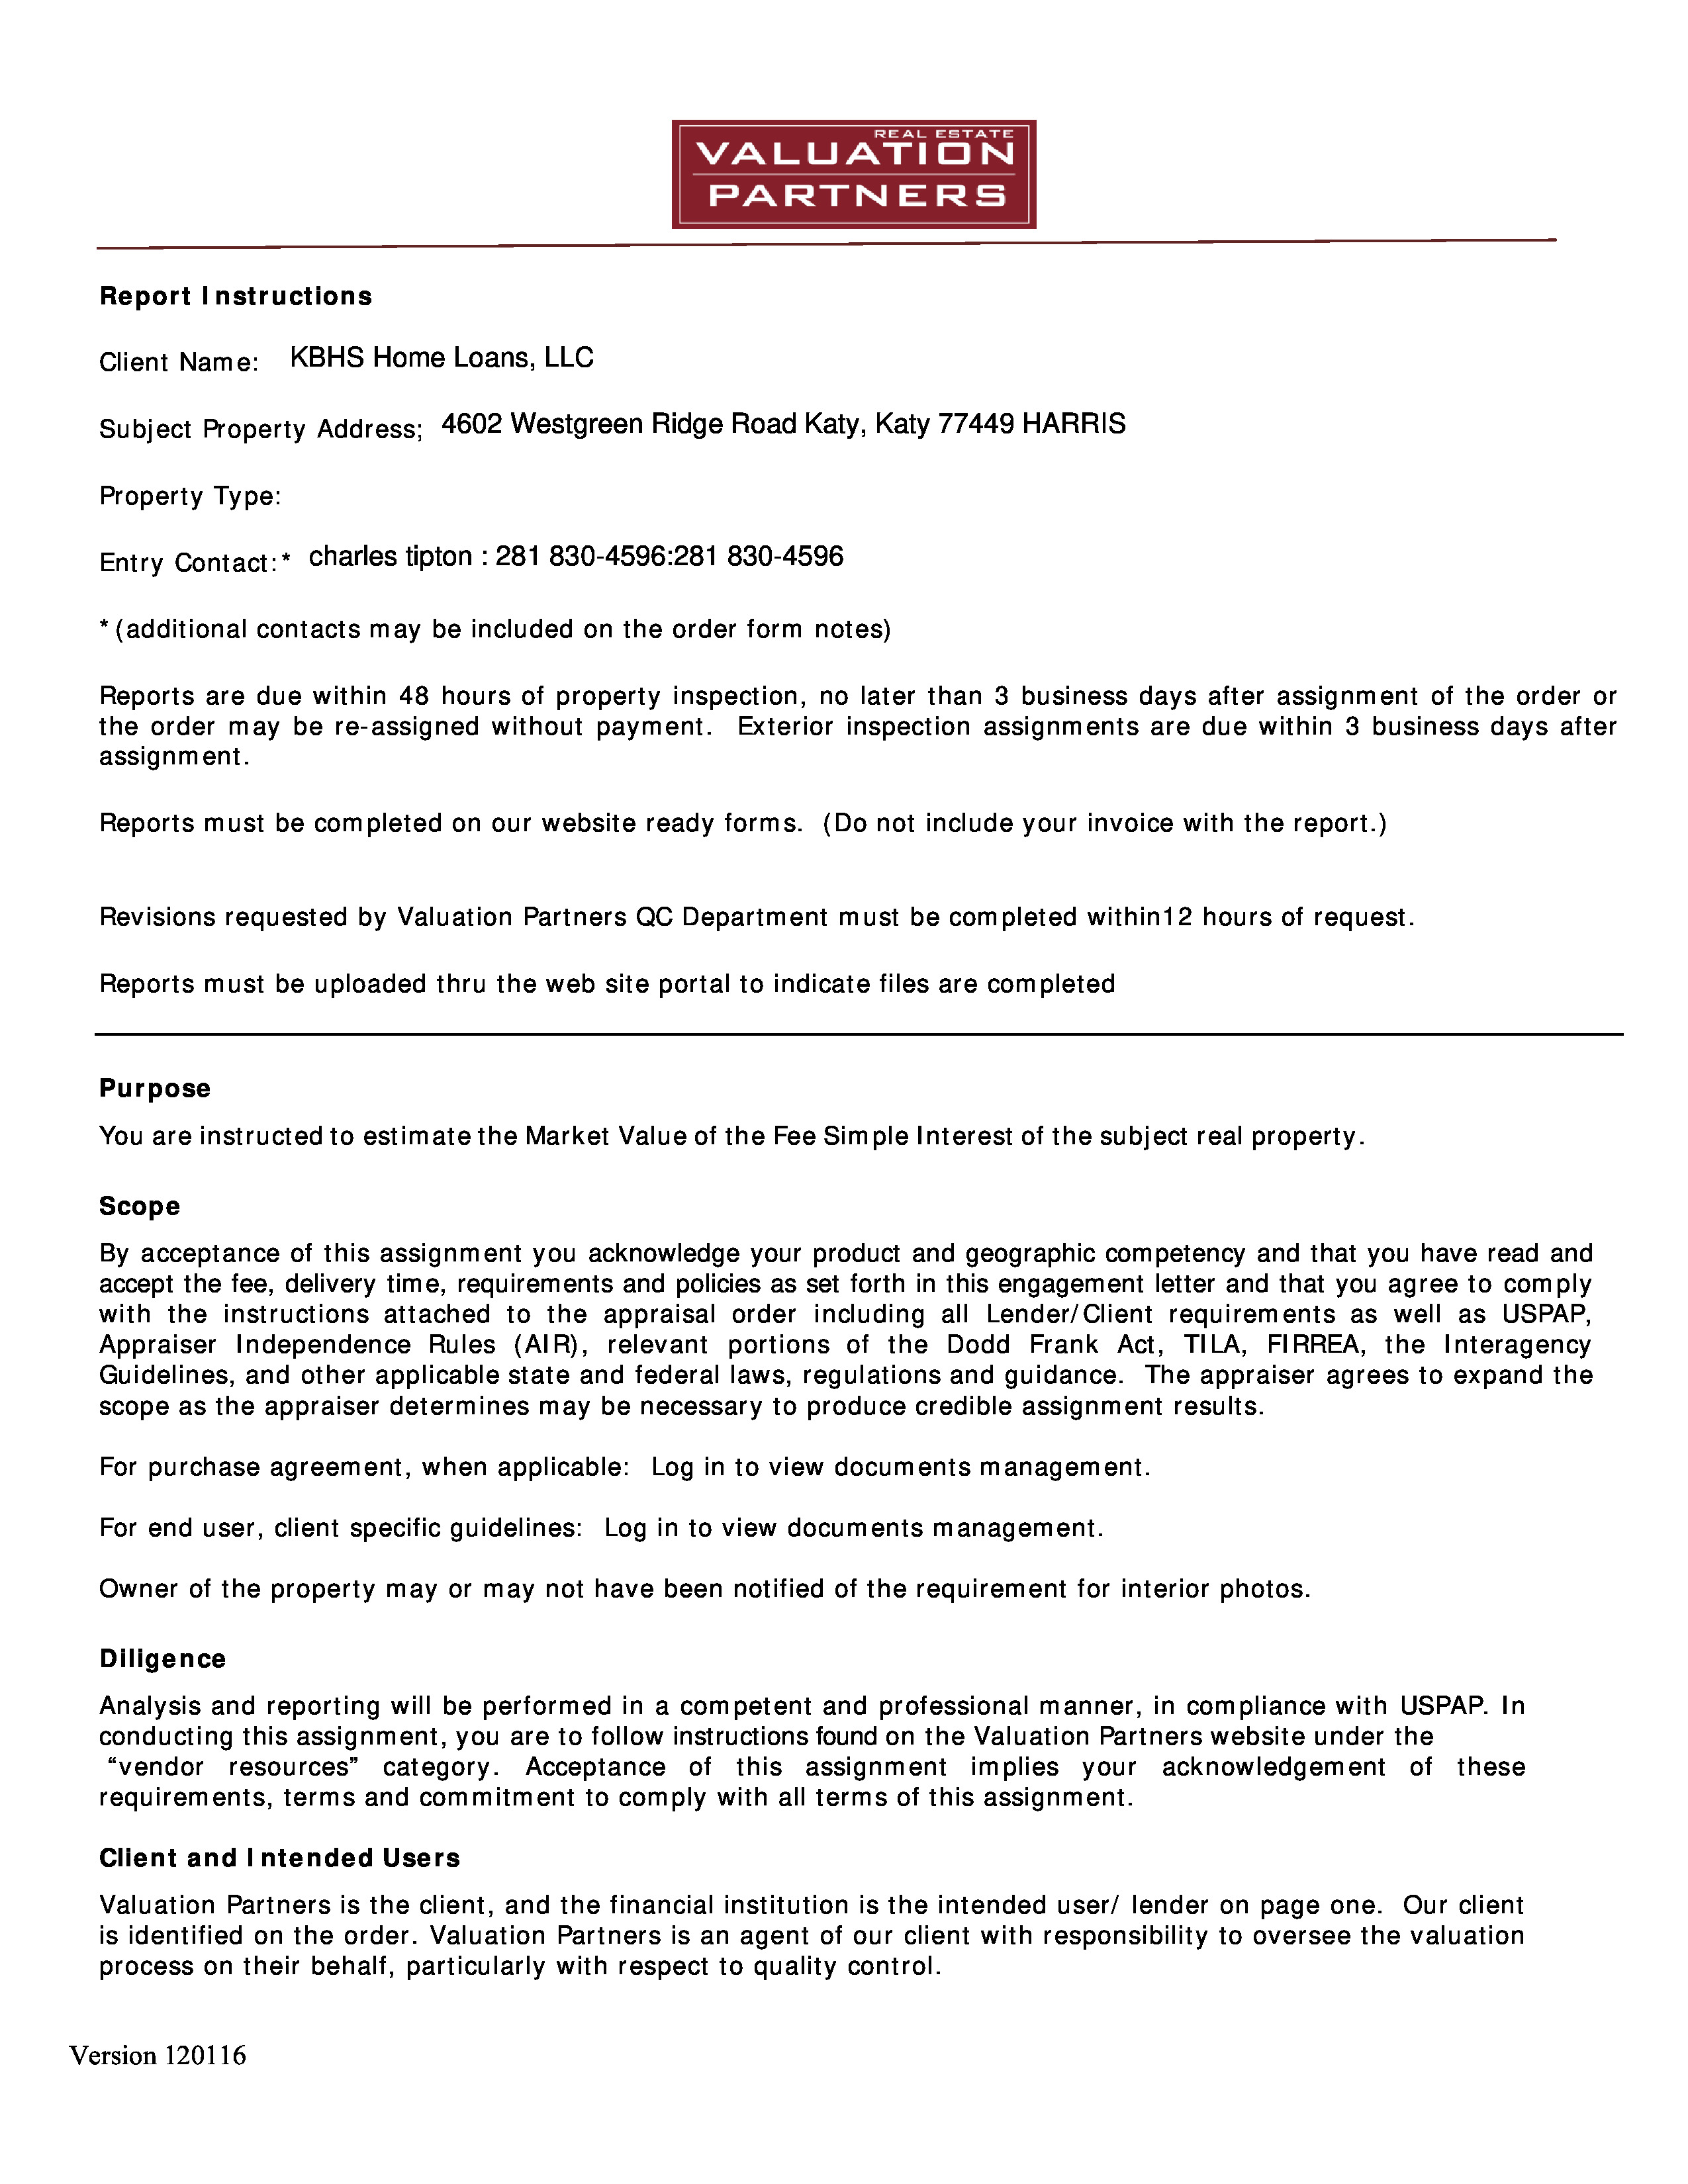 REAL ESTATE
VALUATION
PARTNERS
Report Instructions
Client Name: KBHS Home Loans, LLC
Subject Property Address; 4602 Westgreen Ridge Road Katy, Katy 77449 HARRIS
Property Type:
Entry Contact:* charles tipton : 281 830-4596:281 830-4596
*(additional contacts may be included on the order form notes)
Reports are due within 48 hours of property inspection, no later than 3 business days after assignment of the order or
the order may be re-assigned without payment. Exterior inspection assignments are due within 3 business days after
assignment.
Reports must be completed on our website ready forms. (Do not include your invoice with the report.)
Revisions requested by Valuation Partners QC Department must be completed within12 hours of request.
Reports must be uploaded thru the web site portal to indicate files are completed
Purpose
You are instructed to estimate the Market Value of the Fee Simple Interest of the subject real property.
Scope
By acceptance of this assignment you acknowledge your product and geographic competency and that you have read and
accept the fee, delivery time, requirements and policies as set forth in this engagement letter and that you agree to comply
with the instructions attached to the appraisal order including all Lender/Client requirements as well as USPAP,
Appraiser Independence Rules (AIR), relevant portions of the Dodd Frank Act, TILA, FIRREA, the Interagency
Guidelines, and other applicable state and federal laws, regulations and guidance. The appraiser agrees to expand the
scope as the appraiser determines may be necessary to produce credible assignment results.
For purchase agreement, when applicable: Log in to view documents management.
For end user, client specific guidelines: Log in to view documents management.
Owner of the property may or may not have been notified of the requirement for interior photos.
Diligence
Analysis and reporting will be performed in a competent and professional manner, in compliance with USPAP. In
conducting this assignment, you are to follow instructions found on the Valuation Partners website under the
“vendor resources” category. Acceptance of this assignment implies your acknowledgement of these
requirements, terms and commitment to comply with all terms of this assignment.
Client and Intended Users
Valuation Partners is the client, and the financial institution is the intended user/ lender on page one. Our client
is identified on the order. Valuation Partners is an agent of our client with responsibility to oversee the valuation
process on their behalf, particularly with respect to quality control.
Version 120116